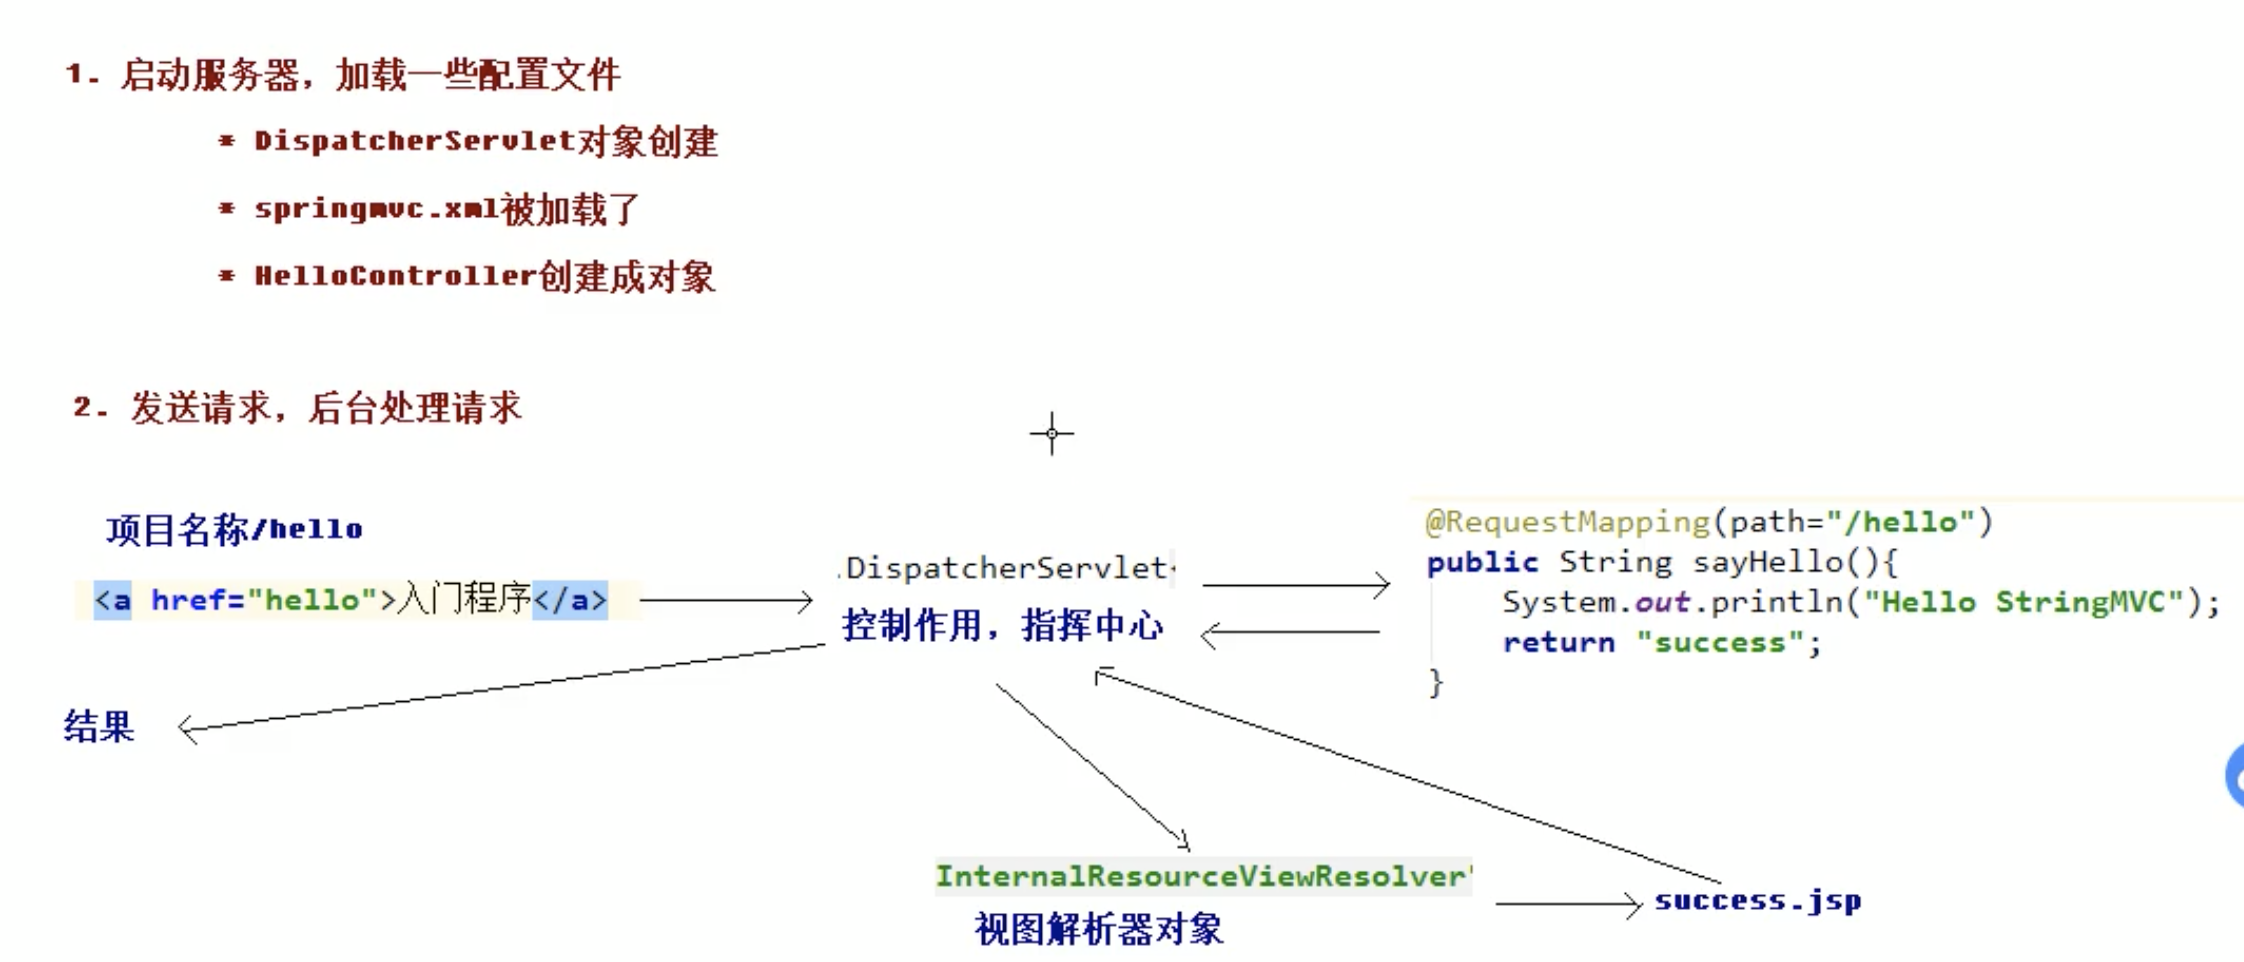 1. 启动服务器，加载一些配置文件
* DispatcherServlet对象创建
* springmvc.xml被加载了
* HelloController创建成对象
2. 发送请求，后台处理请求
项目名称/hello
<a href="hello">入门程序</a>
.DispatcherServlet
控制作用，指挥中心
@RequestMapping(path="/hello")
public String sayHello(){
System.out.println("Hello StringMVC");
return "success";
}
结果
InternalResourceViewResolver"
视图解析器对象
success.jsp